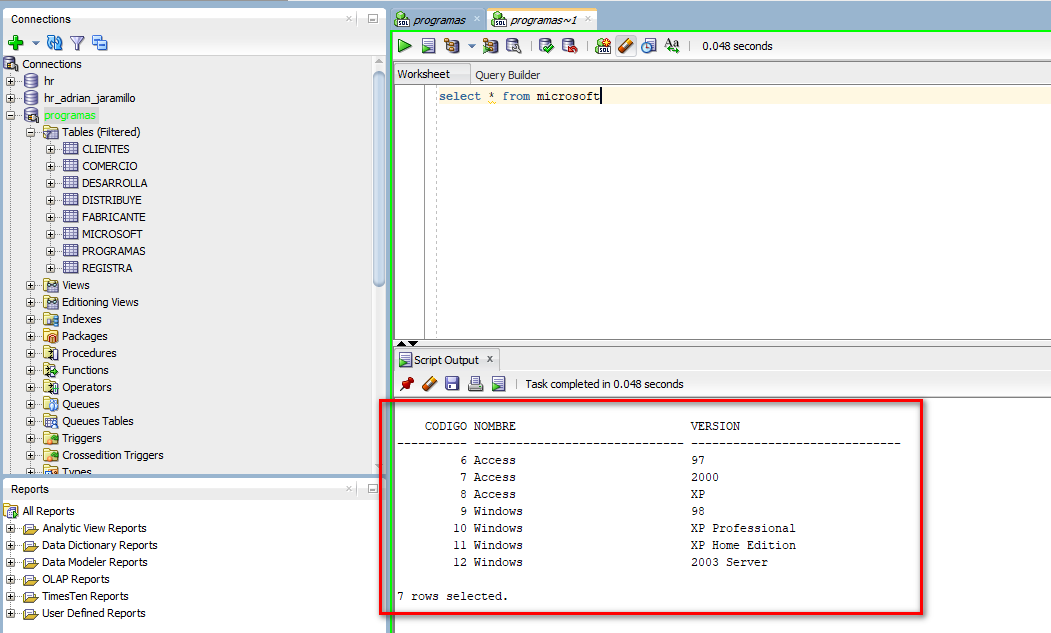 Connections
Connections
hr
hr_adrian_jaramillo
programas
Tables (Filtered)
CLIENTES
COMERCIO
DESARROLLA
DISTRIBUYE
FABRICANTE
MICROSOFT
PROGRAMAS
REGISTRA
Views
Editioning Views
Indexes
Packages
Procedures
Functions
Operators
Queues
Queues Tables
Triggers
Crossedition Triggers
Types
Reports
All Reports
Analytic View Reports
Data Dictionary Reports
Data Modeler Reports
OLAP Reports
TimesTen Reports
User Defined Reports
programas
programas~1
0.048 seconds
Worksheet Query Builder
select * from microsoft
Script Output
Task completed in 0.048 seconds
CODIGO NOMBRE VERSION
---------- ------------------------------ ------------------------------
6 Access 97
7 Access 2000
8 Access XP
9 Windows 98
10 Windows XP Professional
11 Windows XP Home Edition
12 Windows 2003 Server
7 rows selected.